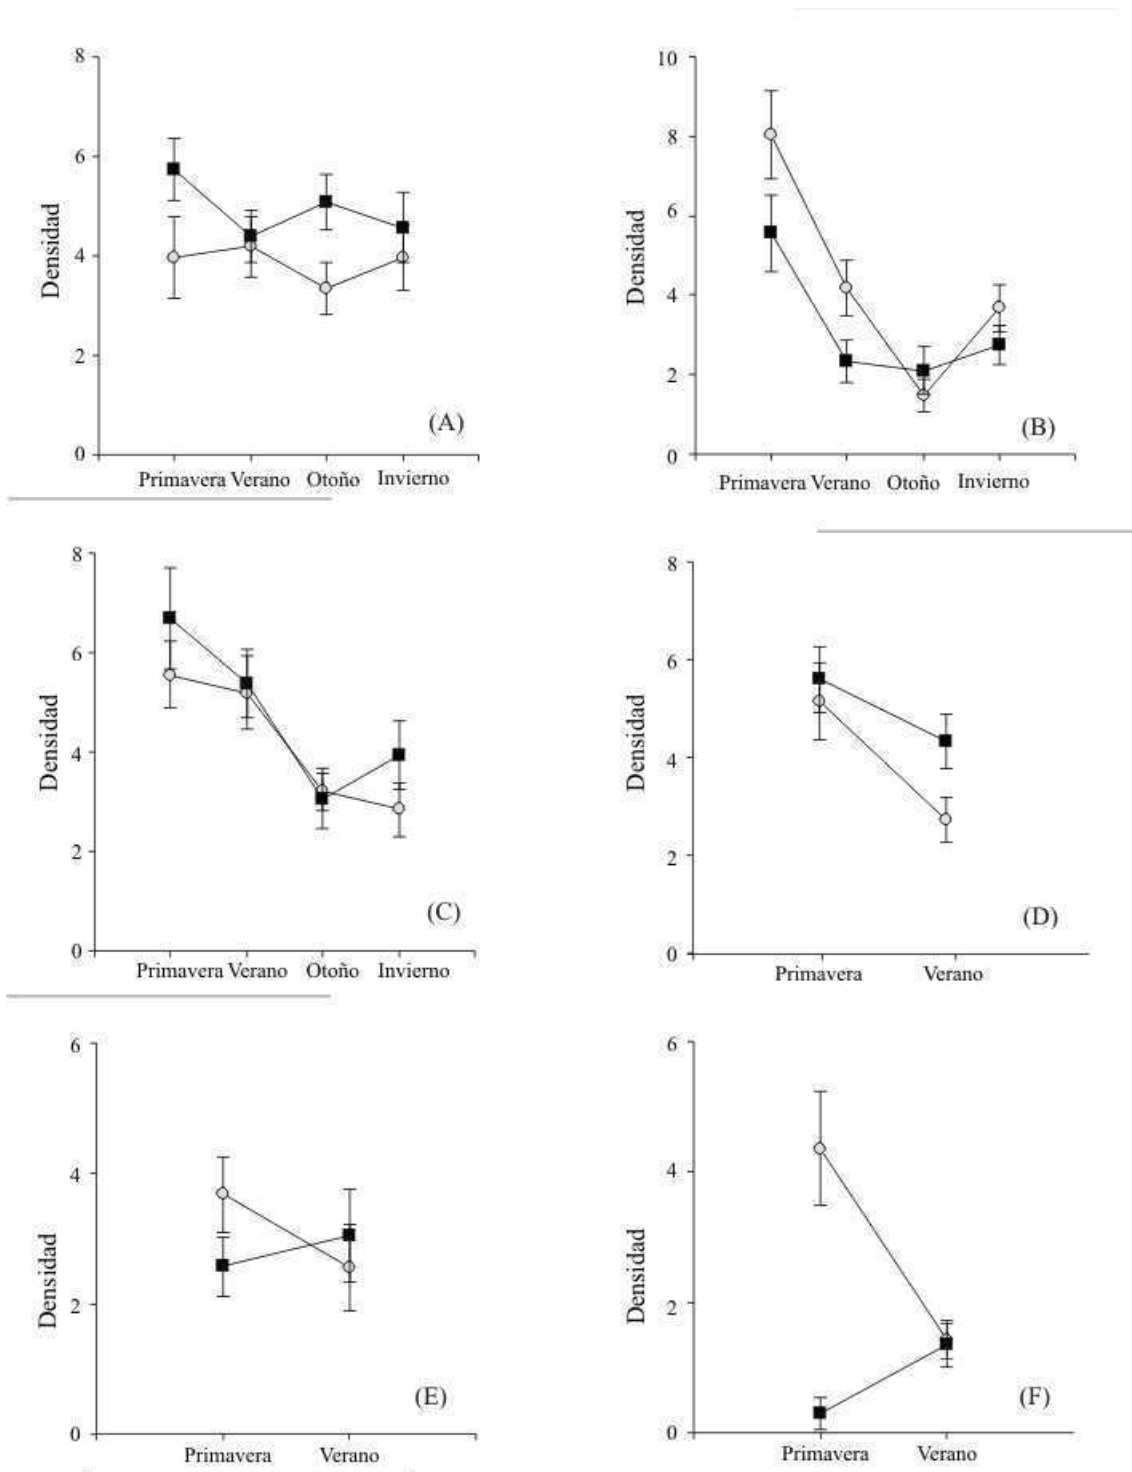 8
6
4
2
0
Densidad
(A)
Primavera Verano Otoño Invierno
10
8
6
4
2
0
Densidad
(B)
Primavera Verano Otoño Invierno
8
6
4
2
0
Densidad
(C)
Primavera Verano Otoño Invierno
8
6
4
2
0
Densidad
(D)
Primavera Verano
6
4
2
0
Densidad
(E)
Primavera Verano
6
4
2
0
Densidad
(F)
Primavera Verano